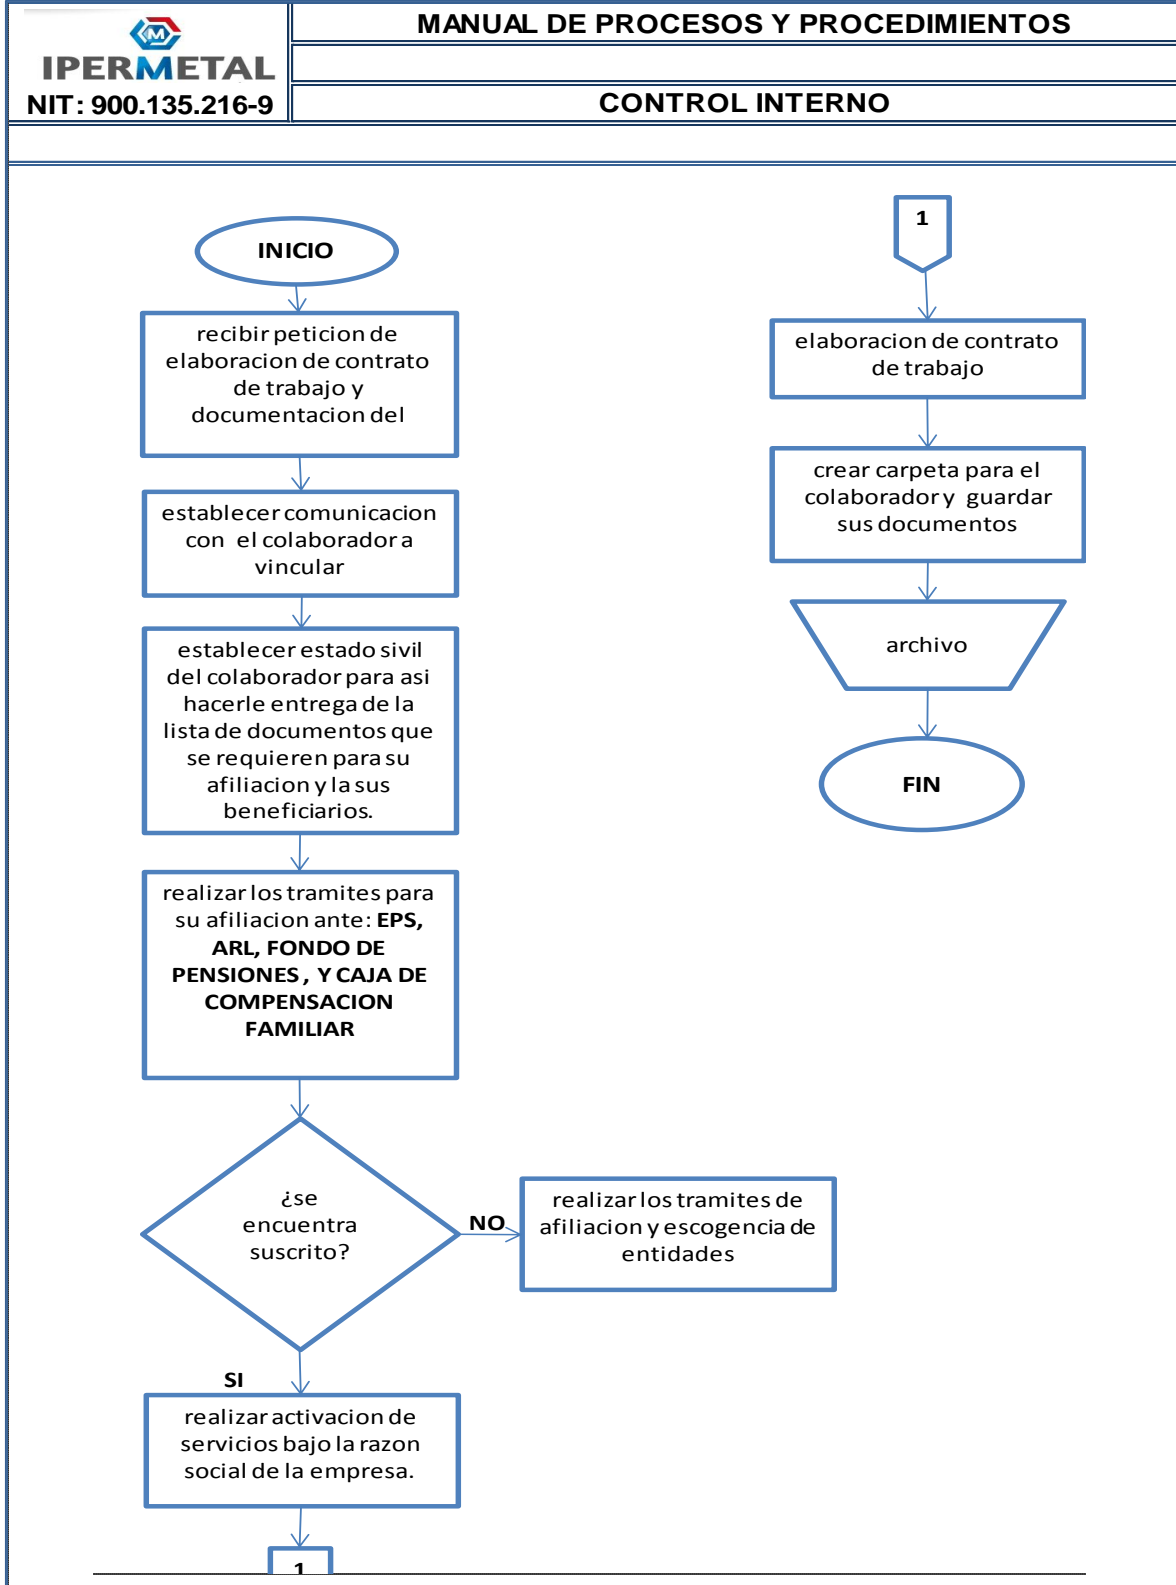 IPERMETAL
NIT: 900.135.216-9
MANUAL DE PROCESOS Y PROCEDIMIENTOS
CONTROL INTERNO
INICIO
recibir peticion de
elaboracion de contrato
de trabajo y
documentacion del
establecer comunicacion
con el colaborador a
vincular
establecer estado sivil
del colaborador para asi
hacerle entrega de la
lista de documentos que
se requieren para su
afiliacion y la sus
beneficiarios.
realizar los tramites para
su afiliacion ante: EPS,
ARL, FONDO DE
PENSIONES , Y CAJA DE
COMPENSACION
FAMILIAR
¿se
encuentra
suscrito?
NO
realizar los tramites de
afiliacion y escogencia de
entidades
SI
realizar activacion de
servicios bajo la razon
social de la empresa.
1
1
elaboracion de contrato
de trabajo
crear carpeta para el
colaborador y guardar
sus documentos
archivo
FIN